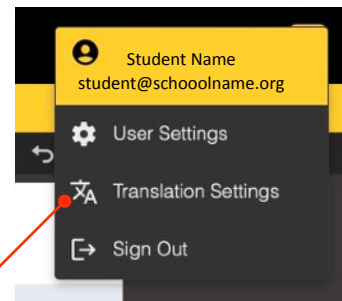 Student Name
student@schooolname.org
User Settings
Translation Settings
Sign Out